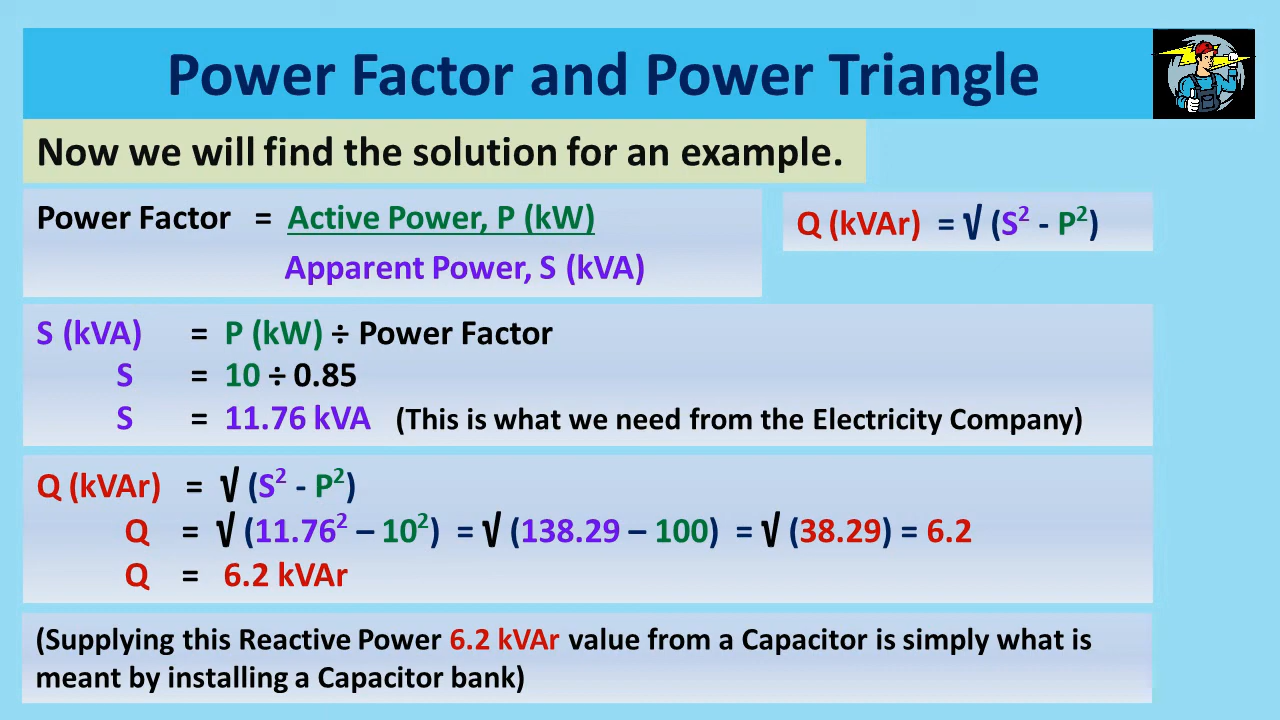 Power Factor and Power Triangle
Now we will find the solution for an example.
Power Factor = Active Power, P (kW)
Apparent Power, S (kVA)
Q (kVAr) = √ (S² - P²)
S (kVA) = P (kW) ÷ Power Factor
S = 10 ÷ 0.85
S = 11.76 kVA (This is what we need from the Electricity Company)
Q (kVAr) = √ (S² - P²)
Q = √ (11.76² – 10²) = √ (138.29 – 100) = √ (38.29) = 6.2
Q = 6.2 kVAr
(Supplying this Reactive Power 6.2 kVAr value from a Capacitor is simply what is
meant by installing a Capacitor bank)